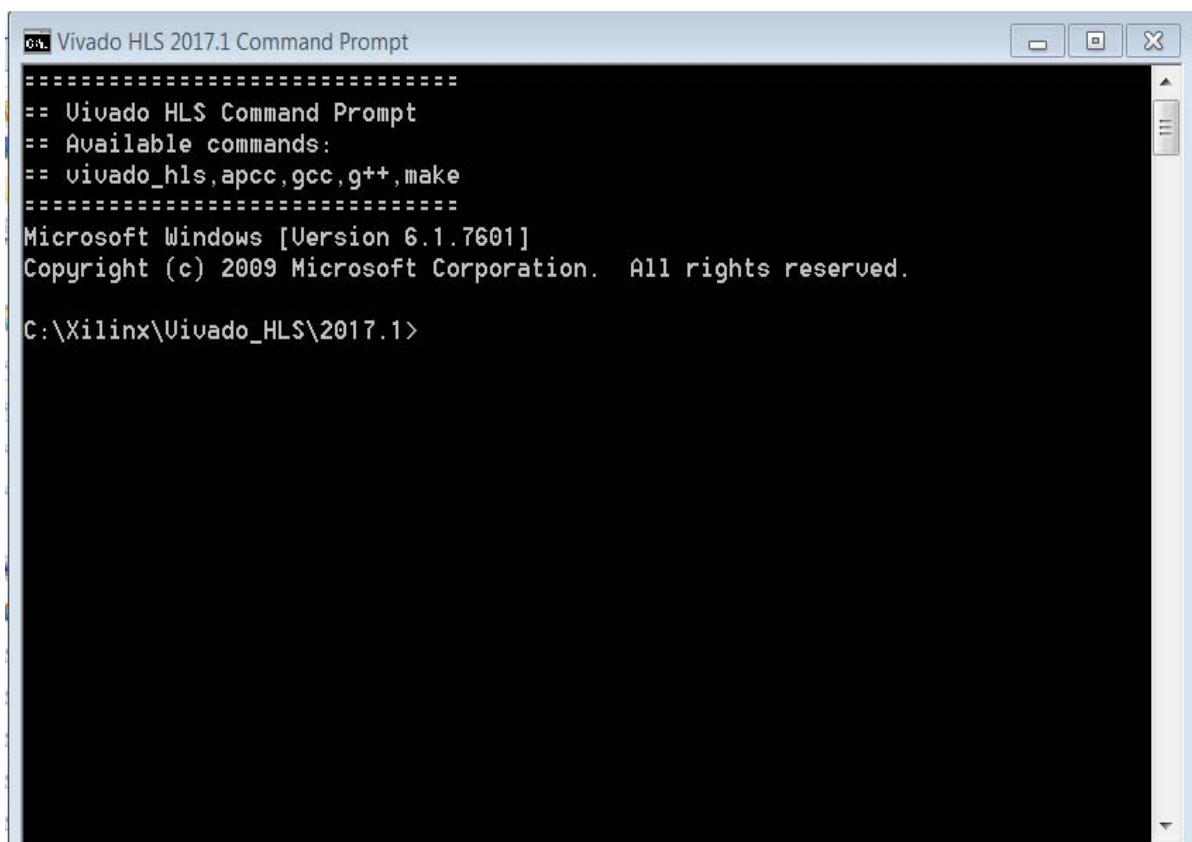 Vivado HLS 2017.1 Command Prompt
===============================
== Vivado HLS Command Prompt
== Available commands:
== vivado_hls,apcc,gcc,g++,make
===============================
Microsoft Windows [Version 6.1.7601]
Copyright (c) 2009 Microsoft Corporation.  All rights reserved.
C:\Xilinx\Vivado_HLS\2017.1>